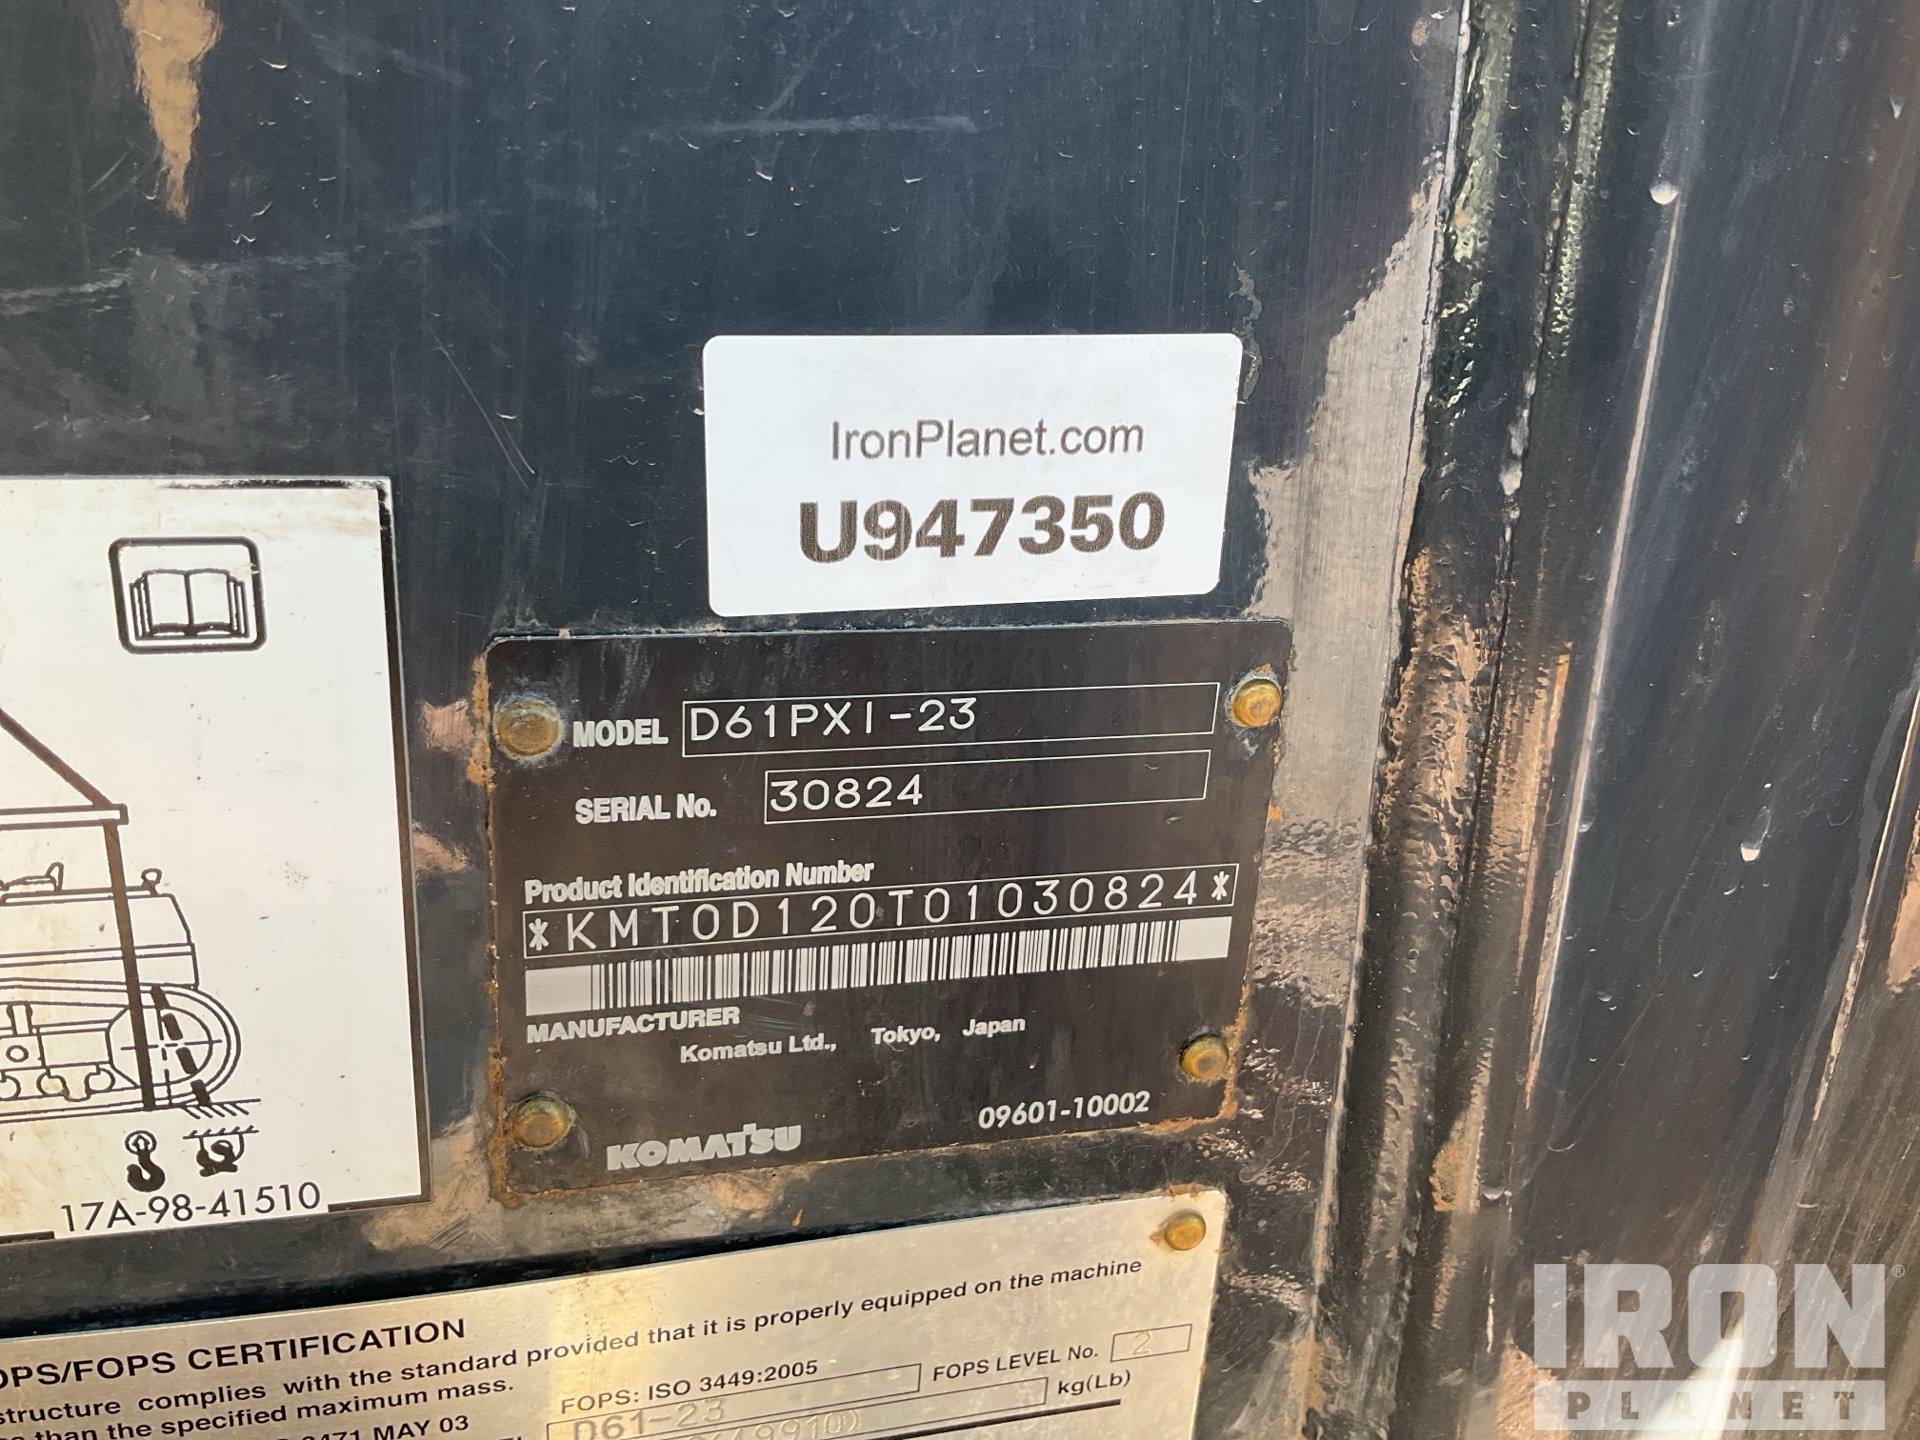 IronPlanet.com
U947350
MODEL D61PXI-23
SERIAL No. 30824
Product Identification Number
*KMT0D120T01030824*
MANUFACTURER
Komatsu Ltd., Tokyo, Japan
09601-10002
KOMATSU
17A-98-41510
OPS/FOPS CERTIFICATION
structure complies with the standard provided that it is properly equipped on the machine
than the specified maximum mass.
3471 MAY 03
FOPS: ISO 3449:2005
FOPS LEVEL No. 2
D61-23
kg(Lb)
IRON
PLANET